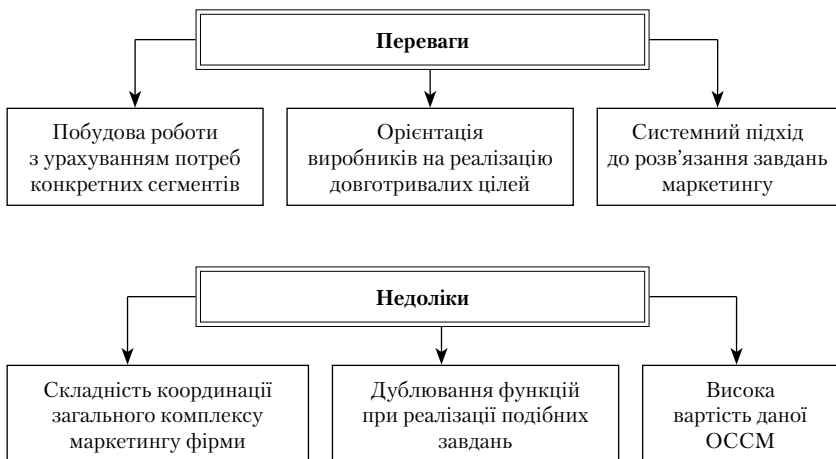 Переваги
Побудова роботи
з урахуванням потреб
конкретних сегментів
Орієнтація
виробників на реалізацію
довготривалих цілей
Системний підхід
до розв'язання завдань
маркетингу
Недоліки
Складність координації
загального комплексу
маркетингу фірми
Дублювання функцій
при реалізації подібних
завдань
Висока
вартість даної
ОССМ